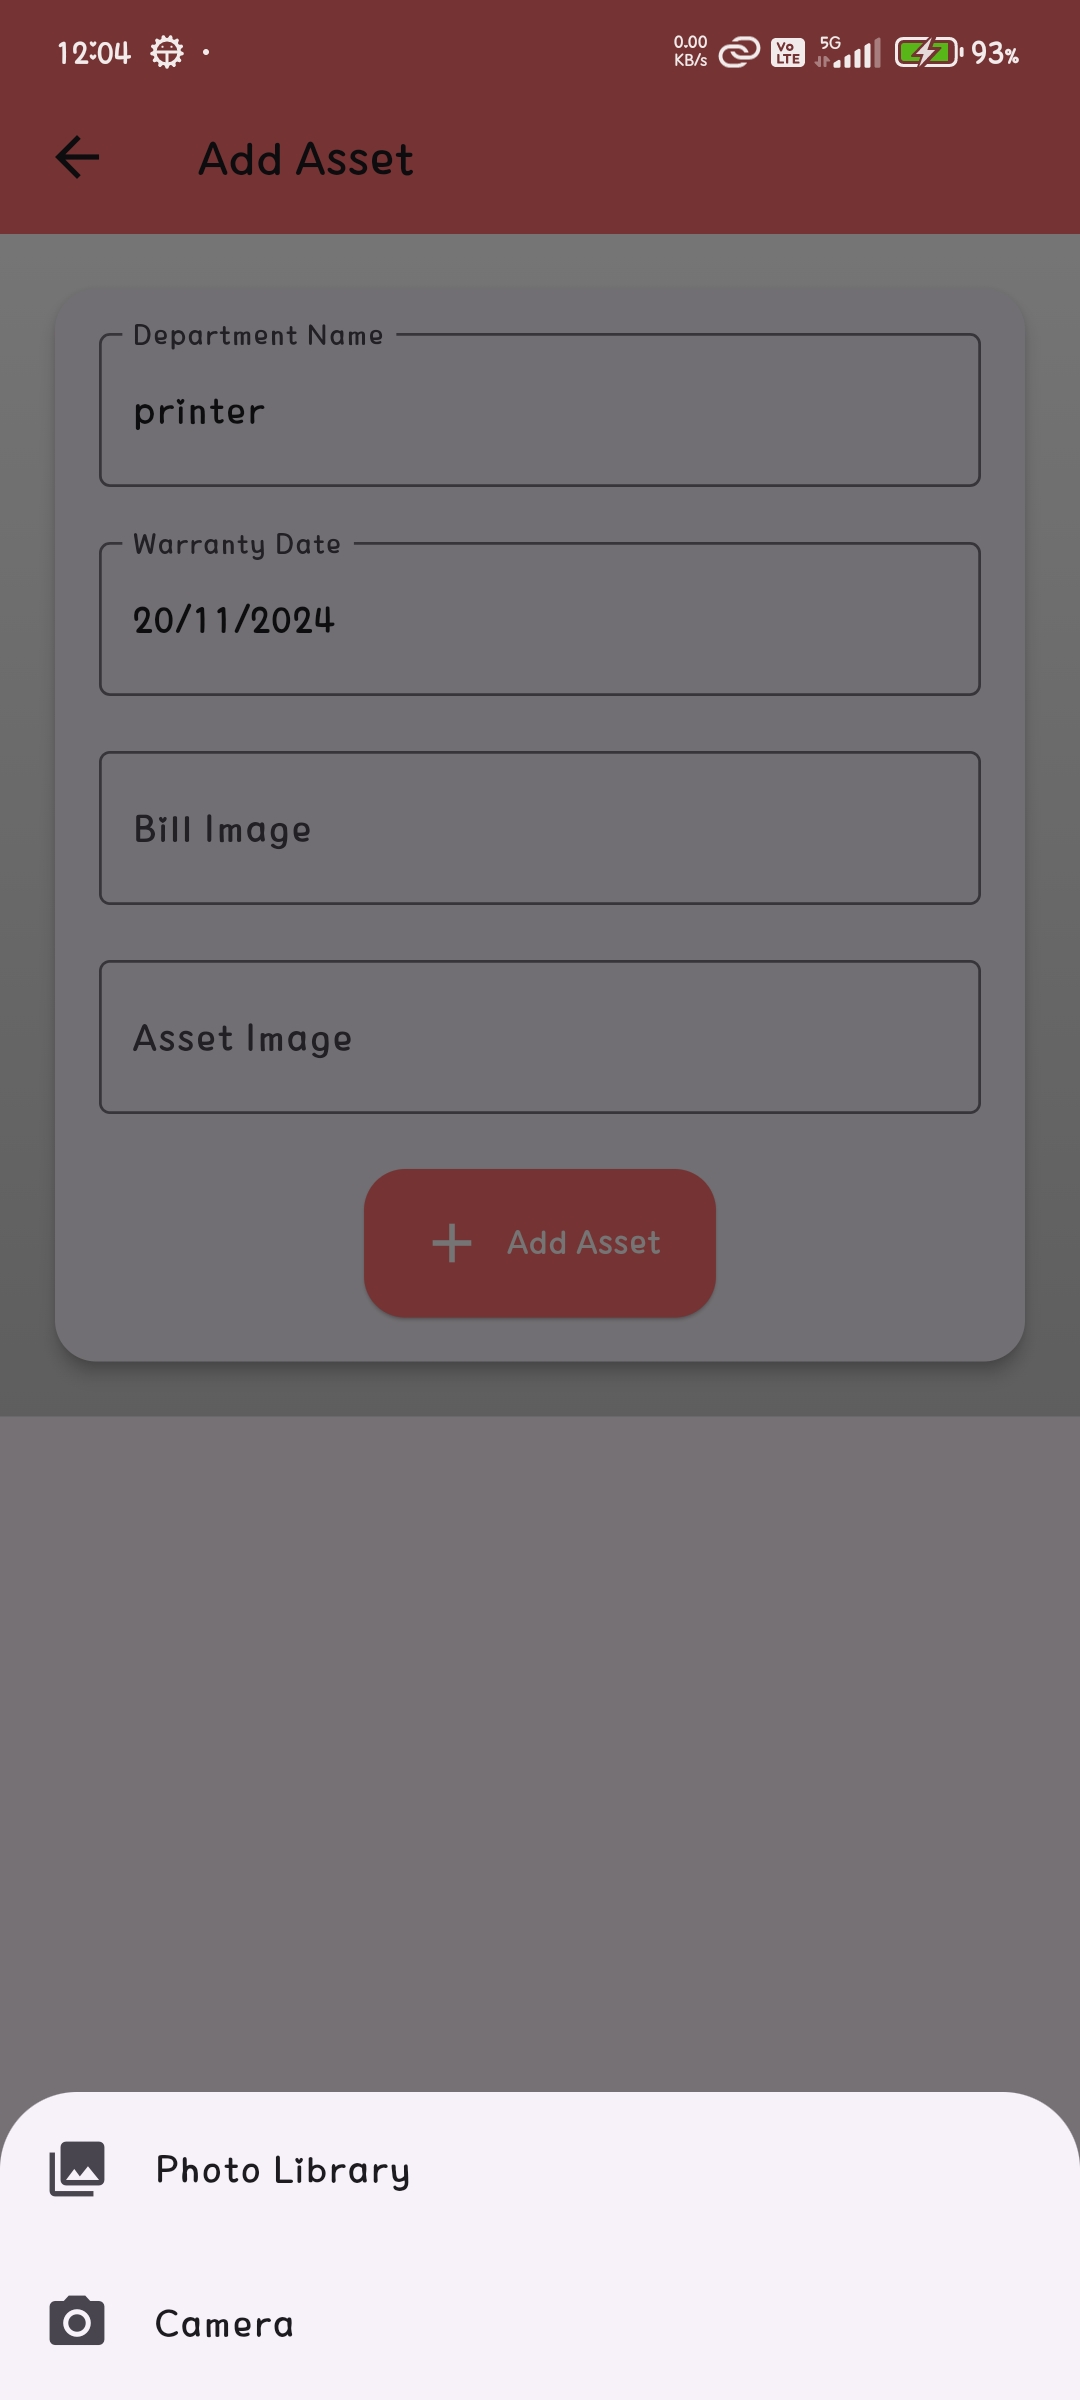 12:04
0.00 KB/s Vo LTE 5G 93%
Add Asset
Department Name
printer
Warranty Date
20/11/2024
Bill Image
Asset Image
Add Asset
Photo Library
Camera